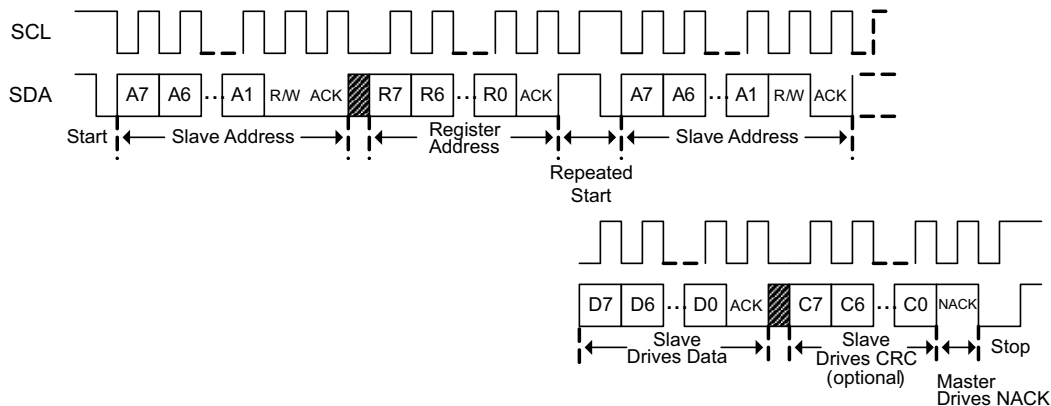 SCL
SDA A7 A6 ... A1 R/W ACK R7 R6 ... R0 ACK A7 A6 ... A1 R/W ACK
Start Slave Address Register Address Slave Address
Repeated Start
D7 D6 ... D0 ACK C7 C6 ... C0 NACK
Slave Drives Data Slave Drives CRC (optional) Stop
Master Drives NACK